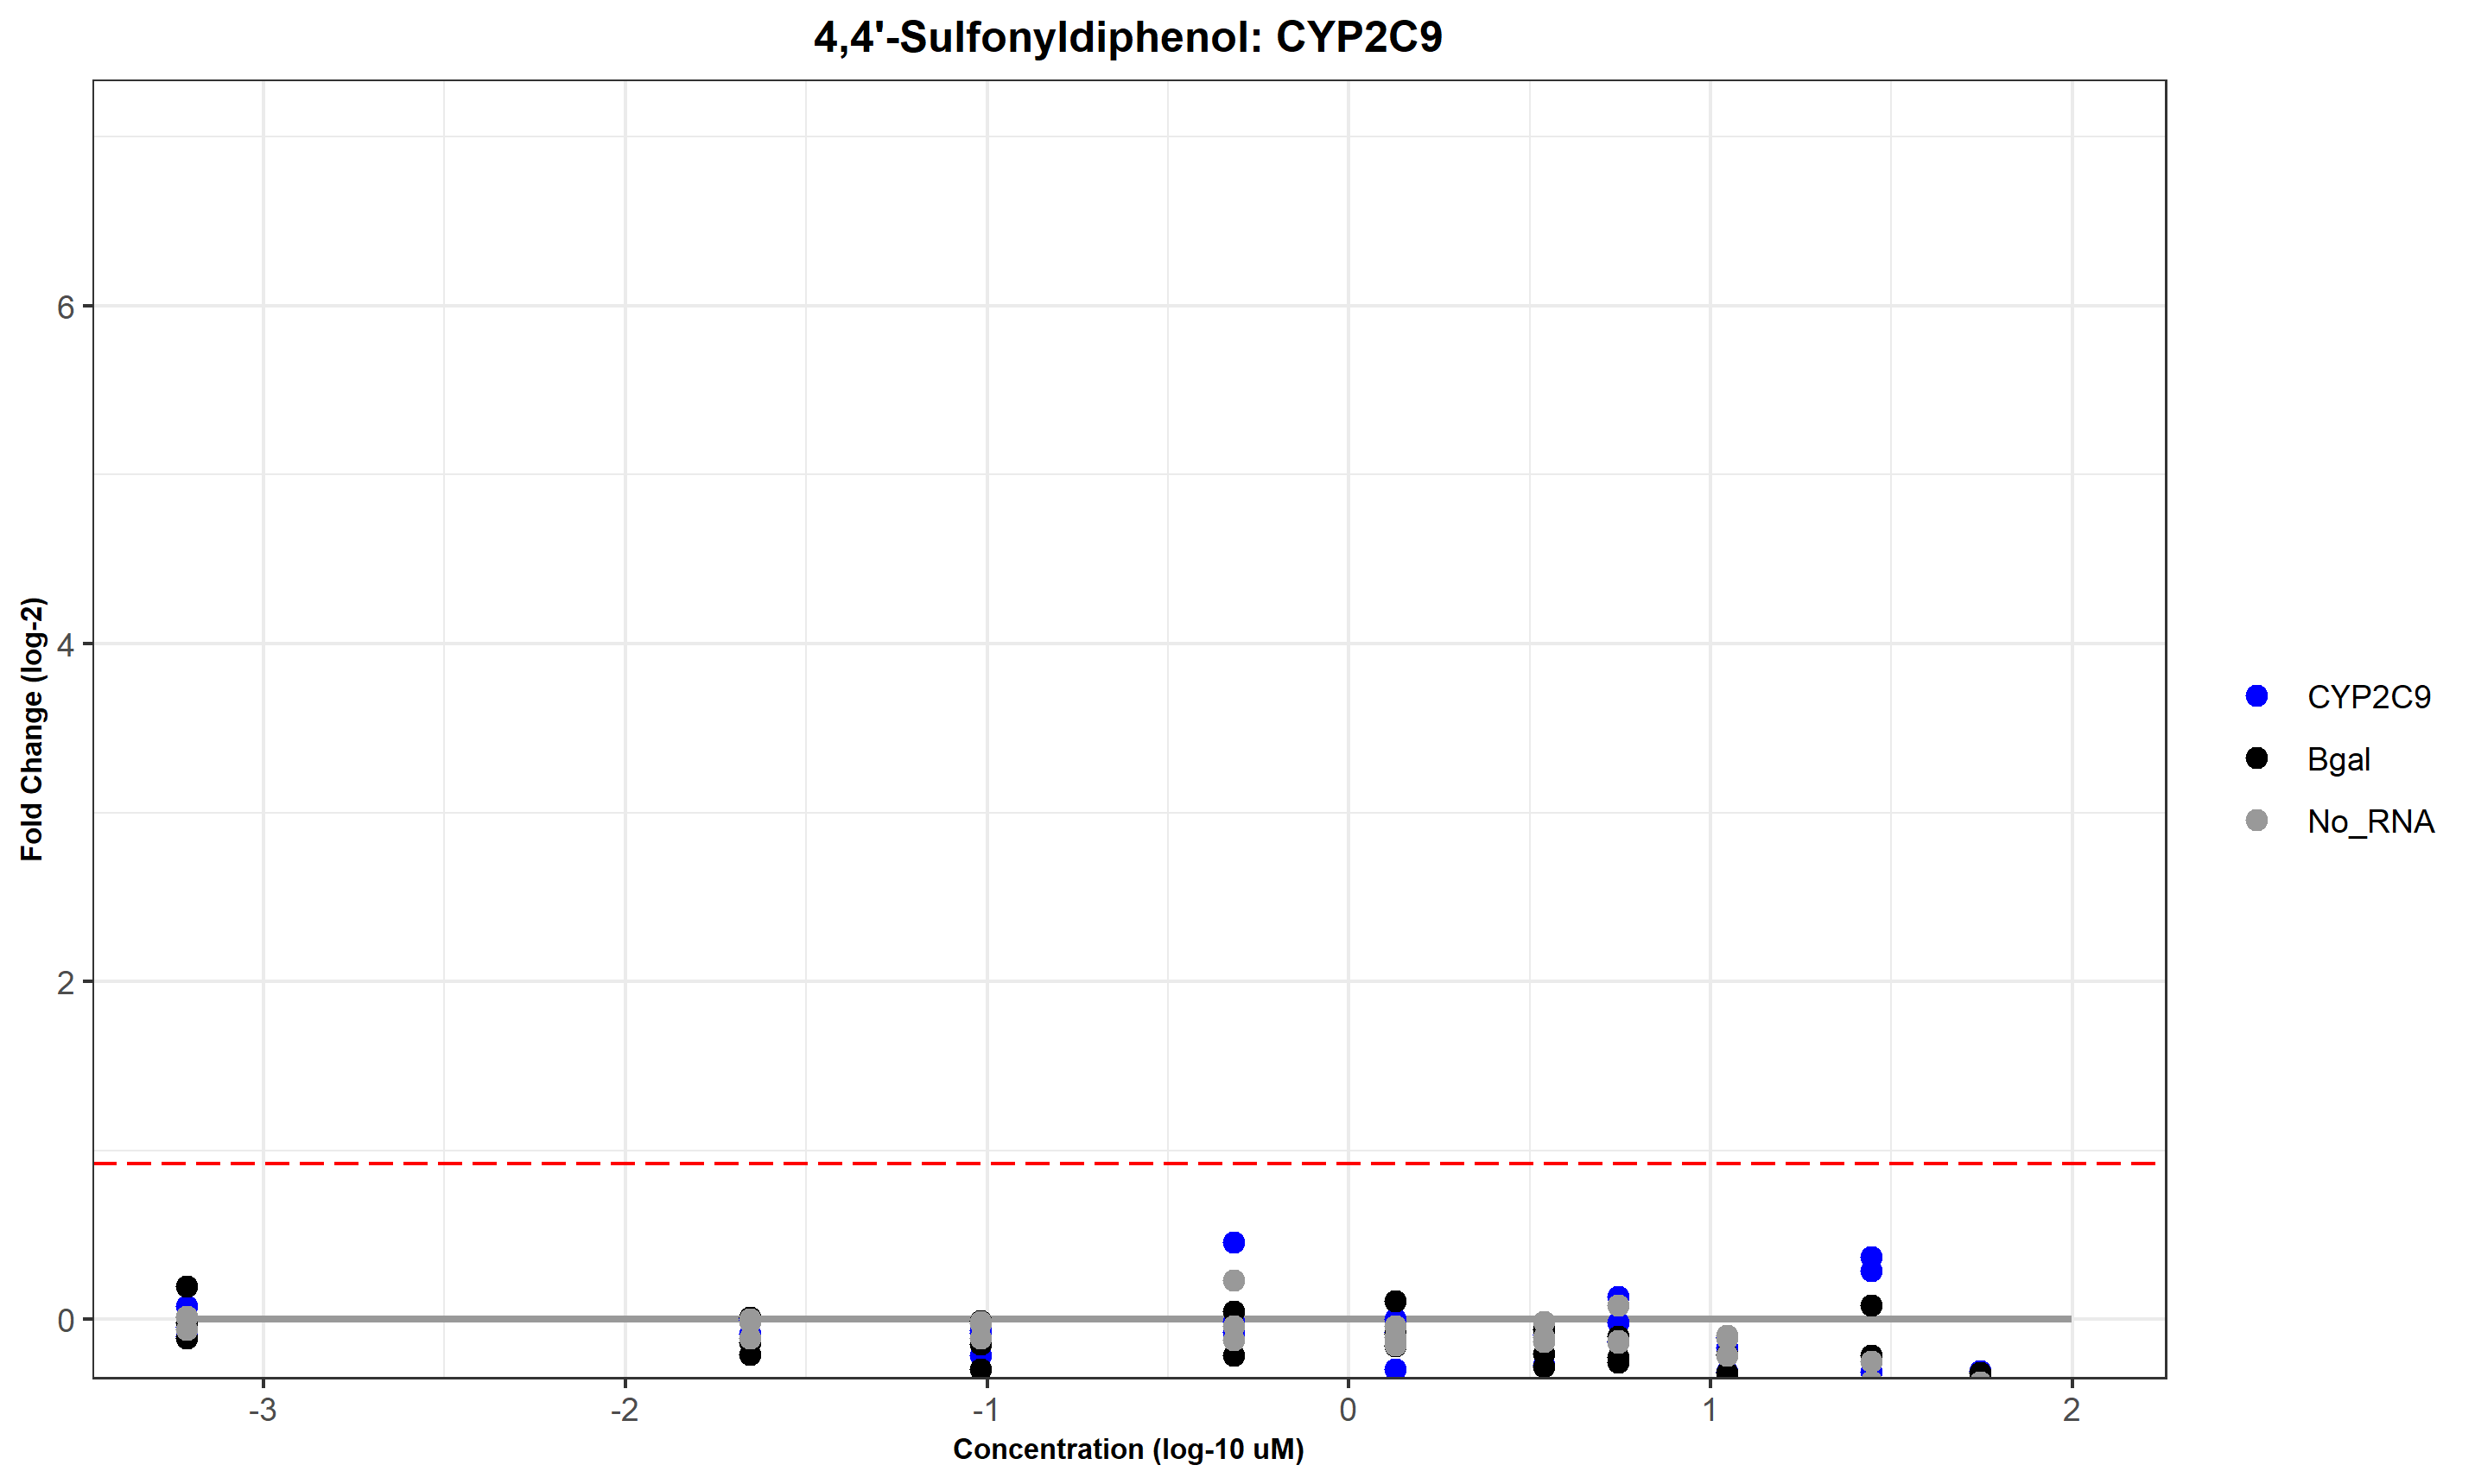 4,4'-Sulfonyldiphenol: CYP2C9
Fold Change (log-2)
6
4
2
0
-3
-2
-1
0
1
2
Concentration (log-10 uM)
CYP2C9
Bgal
No_RNA